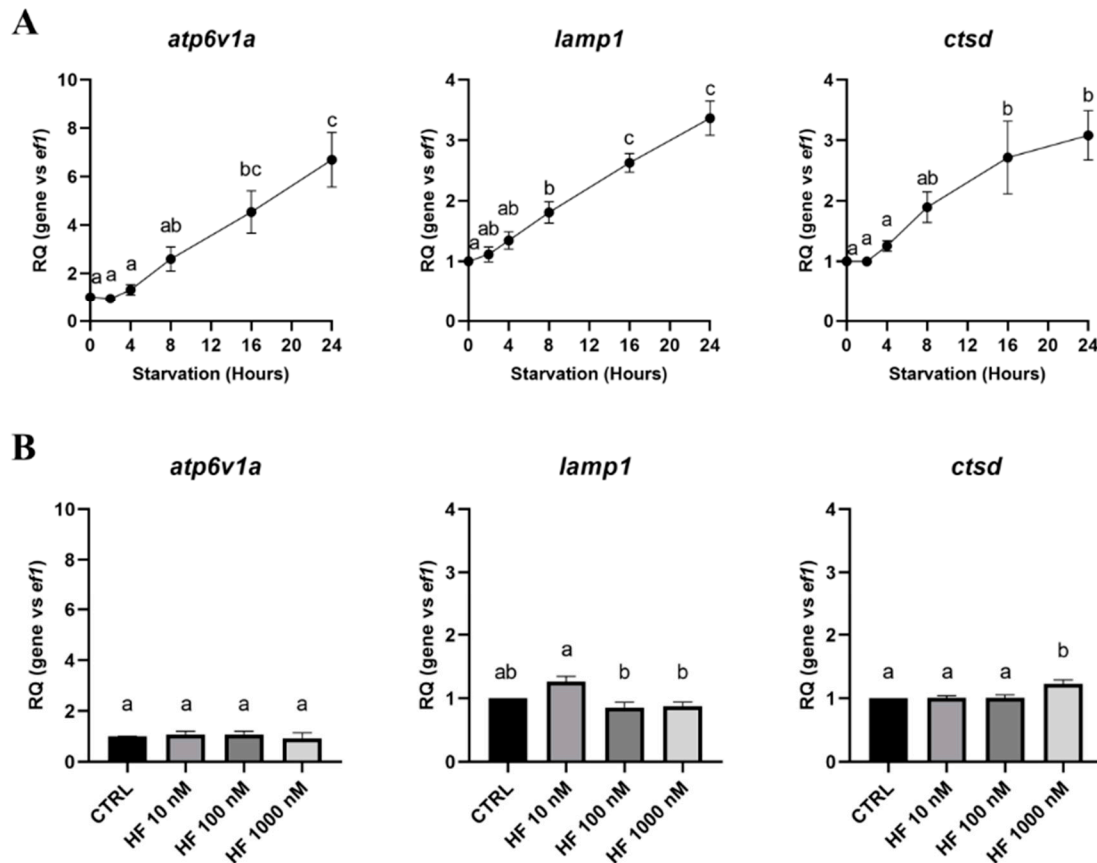 A
atp6v1a
lamp1
ctsd
RQ (gene vs ef1)
10
8
6
4
2
0
a
a
a
ab
bc
c
0 4 8 12 16 20 24
Starvation (Hours)
RQ (gene vs ef1)
4
3
2
1
0
a
ab
ab
b
c
c
0 4 8 12 16 20 24
Starvation (Hours)
RQ (gene vs ef1)
4
3
2
1
0
a
a
a
ab
b
b
0 4 8 12 16 20 24
Starvation (Hours)
B
atp6v1a
lamp1
ctsd
RQ (gene vs ef1)
10
8
6
4
2
0
a a a a
CTRL
HF 10 nM
HF 100 nM
HF 1000 nM
RQ (gene vs ef1)
4
3
2
1
0
ab a b b
CTRL
HF 10 nM
HF 100 nM
HF 1000 nM
RQ (gene vs ef1)
4
3
2
1
0
a a a b
CTRL
HF 10 nM
HF 100 nM
HF 1000 nM